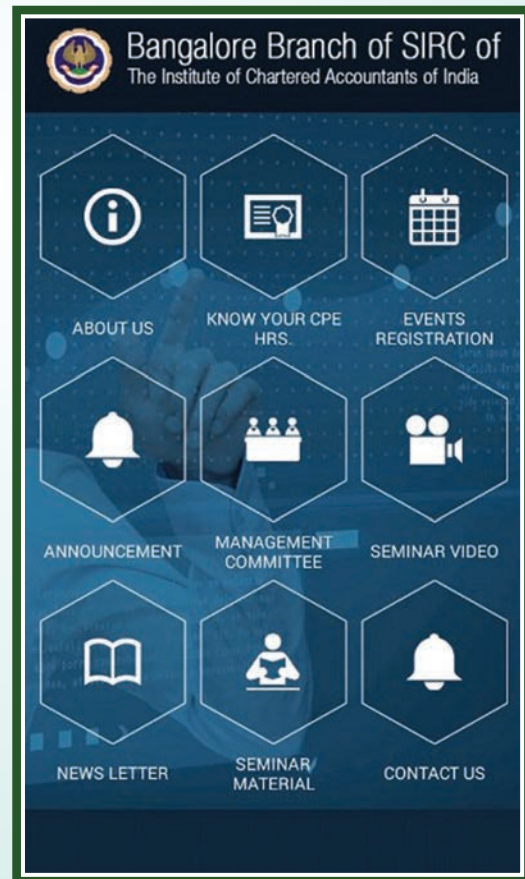 Bangalore Branch of SIRC of
The Institute of Chartered Accountants of India
ABOUT US
KNOW YOUR CPE
HRS.
EVENTS
REGISTRATION
ANNOUNCEMENT
MANAGEMENT
COMMITTEE
SEMINAR VIDEO
NEWS LETTER
SEMINAR
MATERIAL
CONTACT US